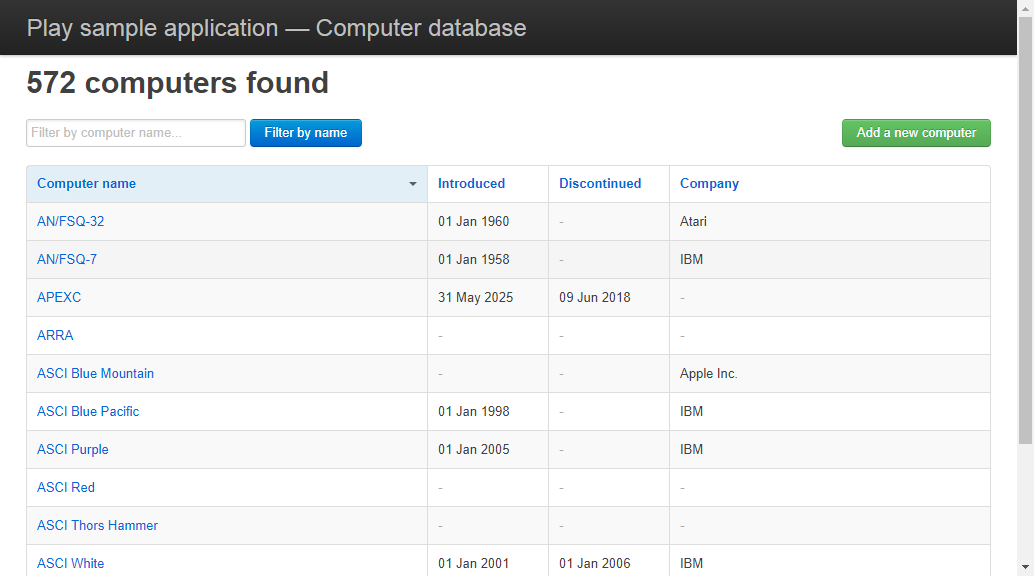 Play sample application — Computer database
572 computers found
Filter by computer name... Filter by name Add a new computer
Computer name Introduced Discontinued Company
AN/FSQ-32 01 Jan 1960 - Atari
AN/FSQ-7 01 Jan 1958 - IBM
APEXC 31 May 2025 09 Jun 2018 -
ARRA - - -
ASCI Blue Mountain - - Apple Inc.
ASCI Blue Pacific 01 Jan 1998 - IBM
ASCI Purple 01 Jan 2005 - IBM
ASCI Red - - -
ASCI Thors Hammer - - -
ASCI White 01 Jan 2001 01 Jan 2006 IBM